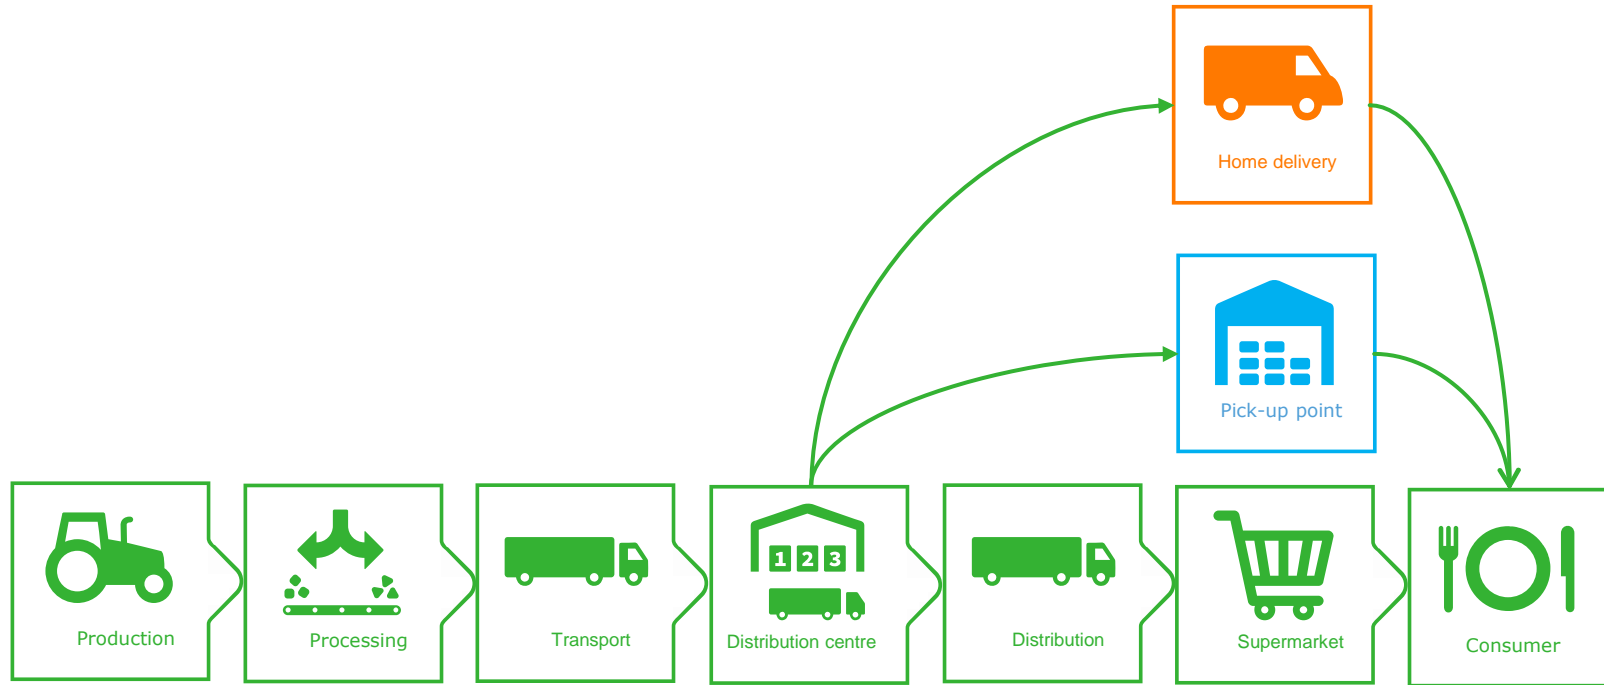 Home delivery
Pick-up point
1 2 3
Production
Processing
Transport
Distribution centre
Distribution
Supermarket
Consumer